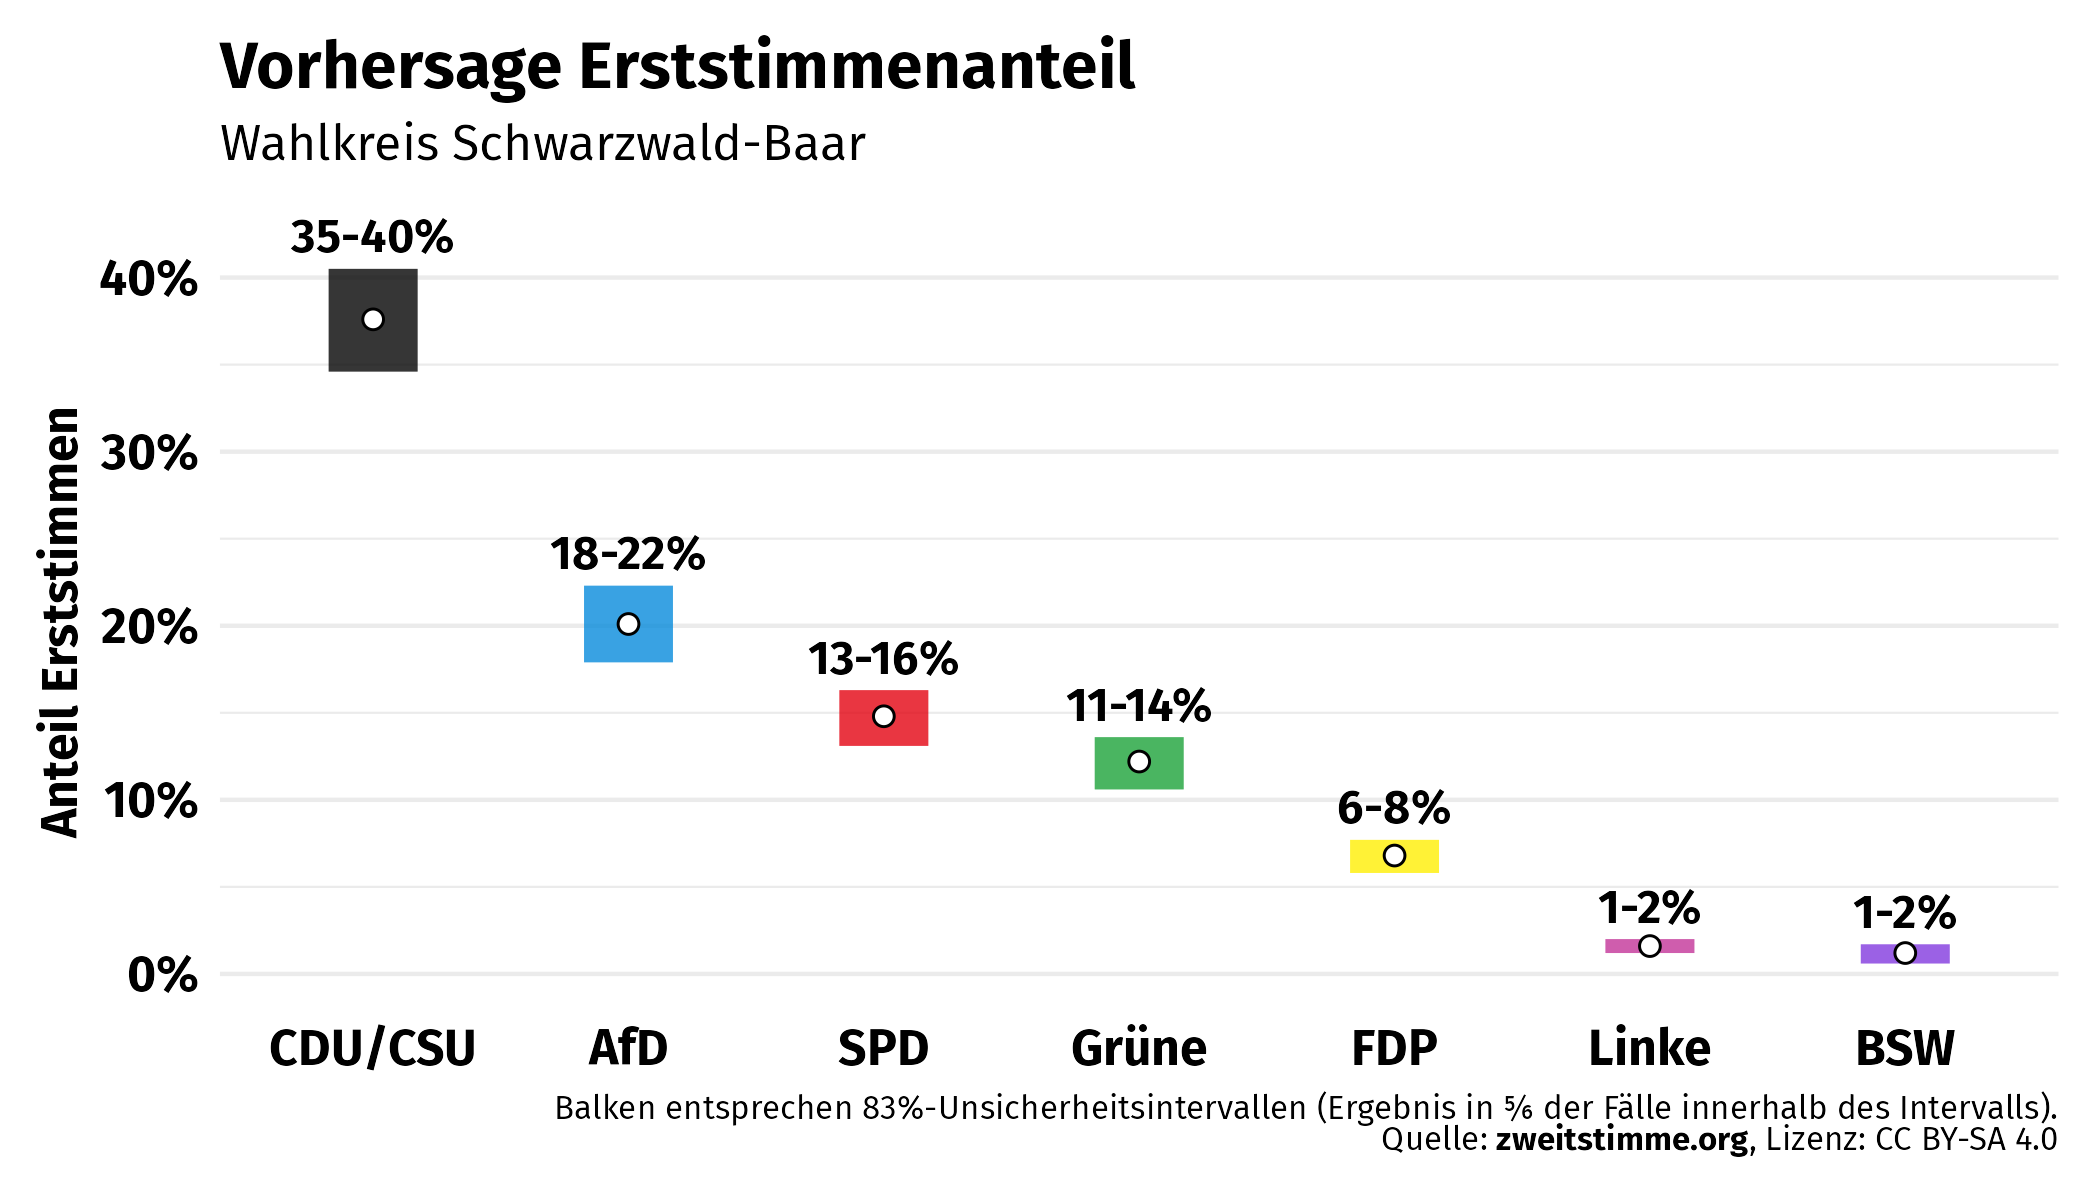 Vorhersage Erststimmenanteil
Wahlkreis Schwarzwald-Baar
Anteil Erststimmen
40%
30%
20%
10%
0%
35-40%
18-22%
13-16%
11-14%
6-8%
1-2%
1-2%
CDU/CSU AfD SPD Grüne FDP Linke BSW
Balken entsprechen 83%-Unsicherheitsintervallen (Ergebnis in ⅚ der Fälle innerhalb des Intervalls).
Quelle: zweitstimme.org, Lizenz: CC BY-SA 4.0